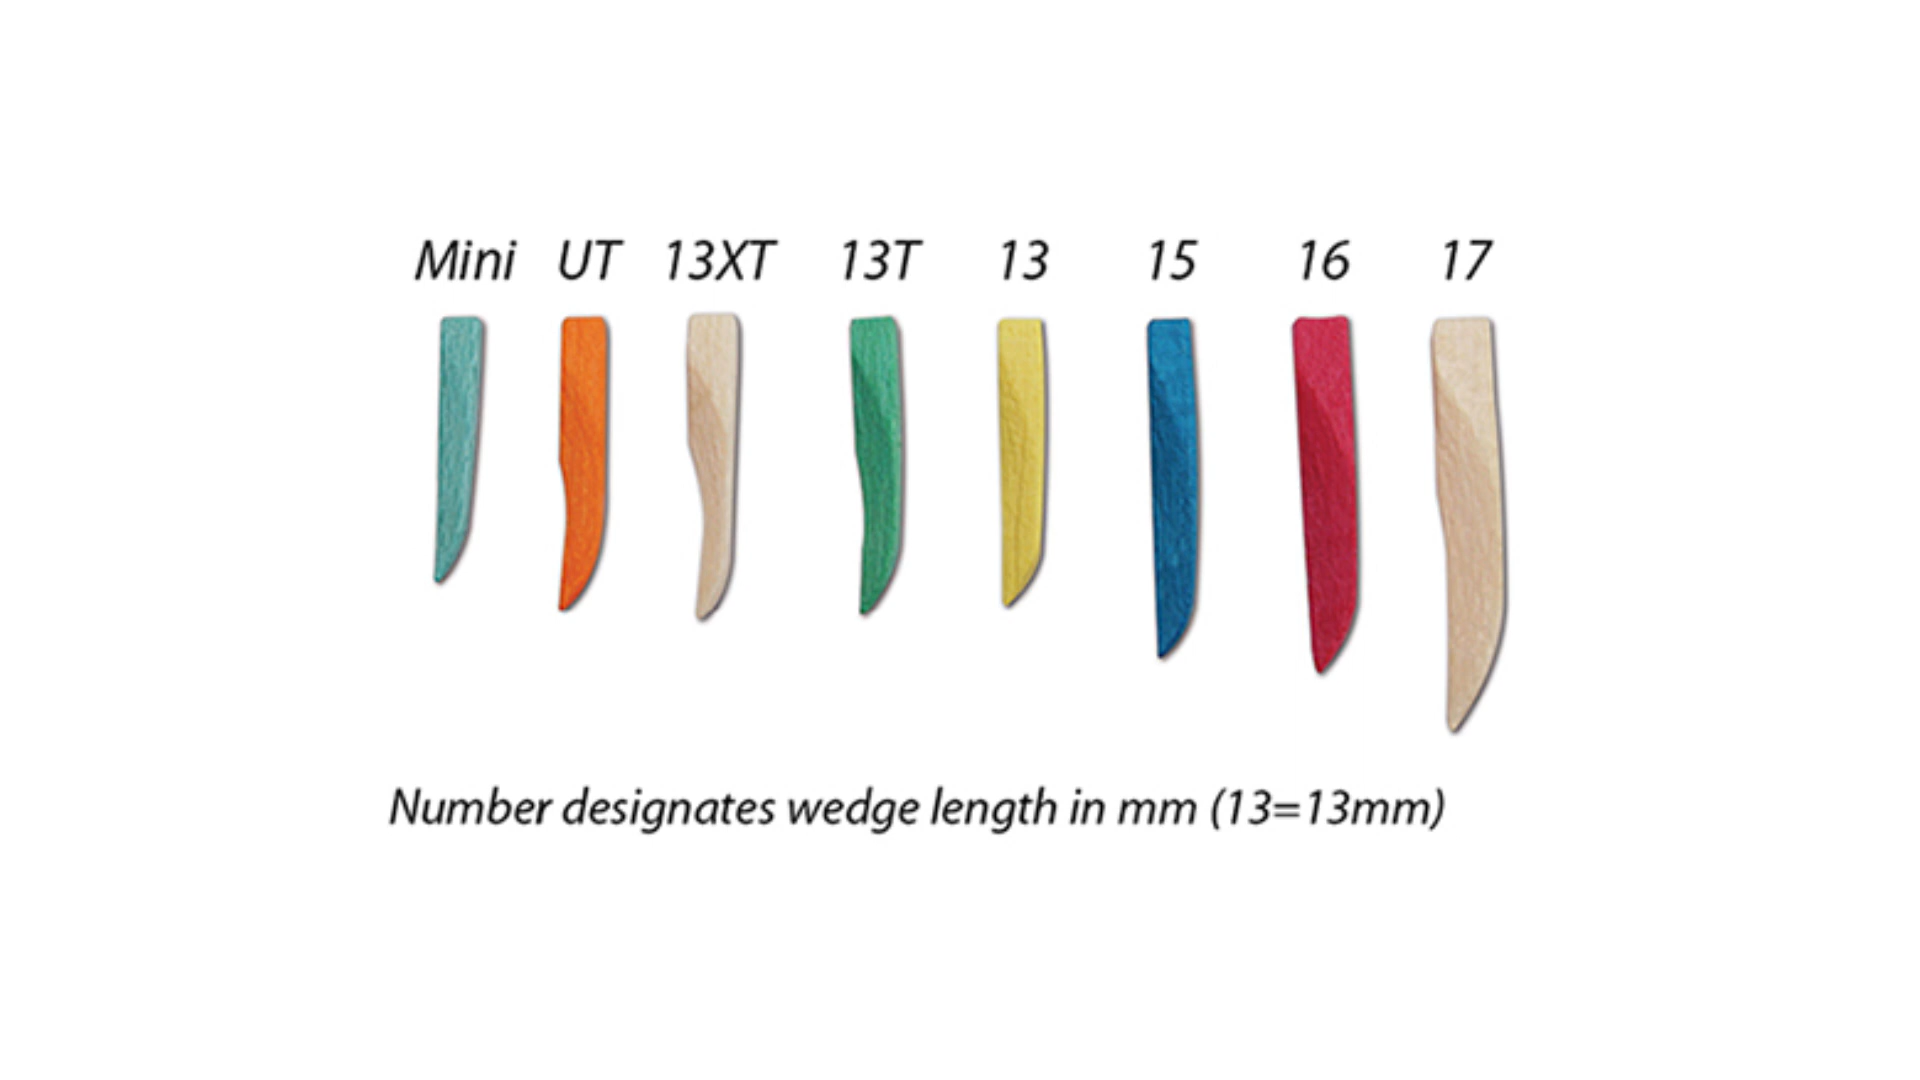 Mini UT 13XT 13T 13 15 16 17
Number designates wedge length in mm (13=13mm)